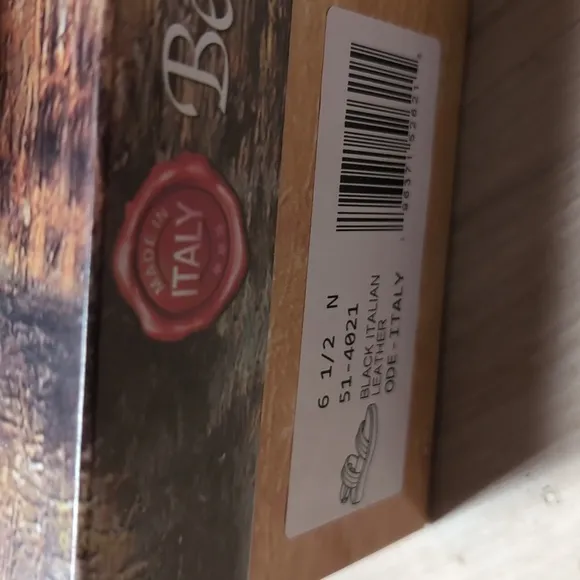 Be
MADE IN
ITALY
6 1/2 N
51-4021
BLACK ITALIAN
LEATHER
ODE-ITALY